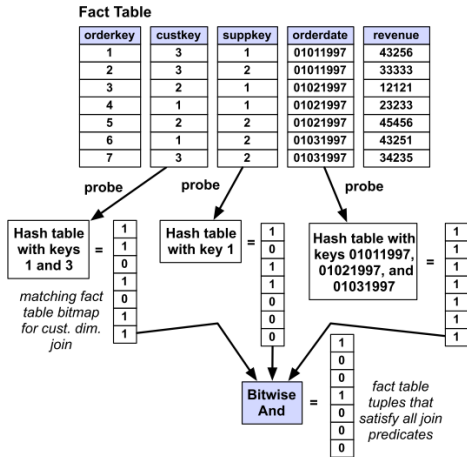 Fact Table
orderkey custkey suppkey orderdate revenue
1 3 1 01011997 43256
2 3 2 01011997 33333
3 2 1 01021997 12121
4 1 1 01021997 23233
5 2 2 01021997 45456
6 1 2 01031997 43251
7 3 2 01031997 34235
probe
probe
probe
Hash table
with keys
1 and 3
=
1
1
0
1
0
1
1
matching fact
table bitmap
for cust. dim.
join
Hash table
with key 1
=
1
0
1
1
0
0
0
Hash table with
keys 01011997,
01021997, and
01031997
=
1
1
1
1
1
1
1
Bitwise
And
=
1
0
0
1
0
0
0
fact table
tuples that
satisfy all join
predicates